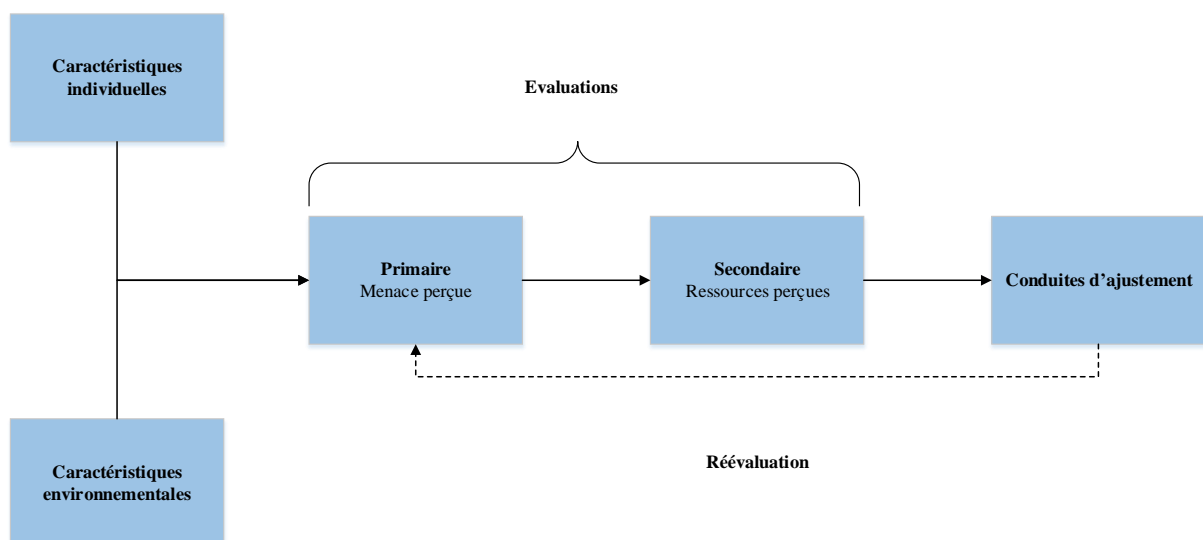 Caractéristiques
individuelles
Evaluations
Primaire
Menace perçue
Secondaire
Ressources perçues
Conduites d’ajustement
Réévaluation
Caractéristiques
environnementales